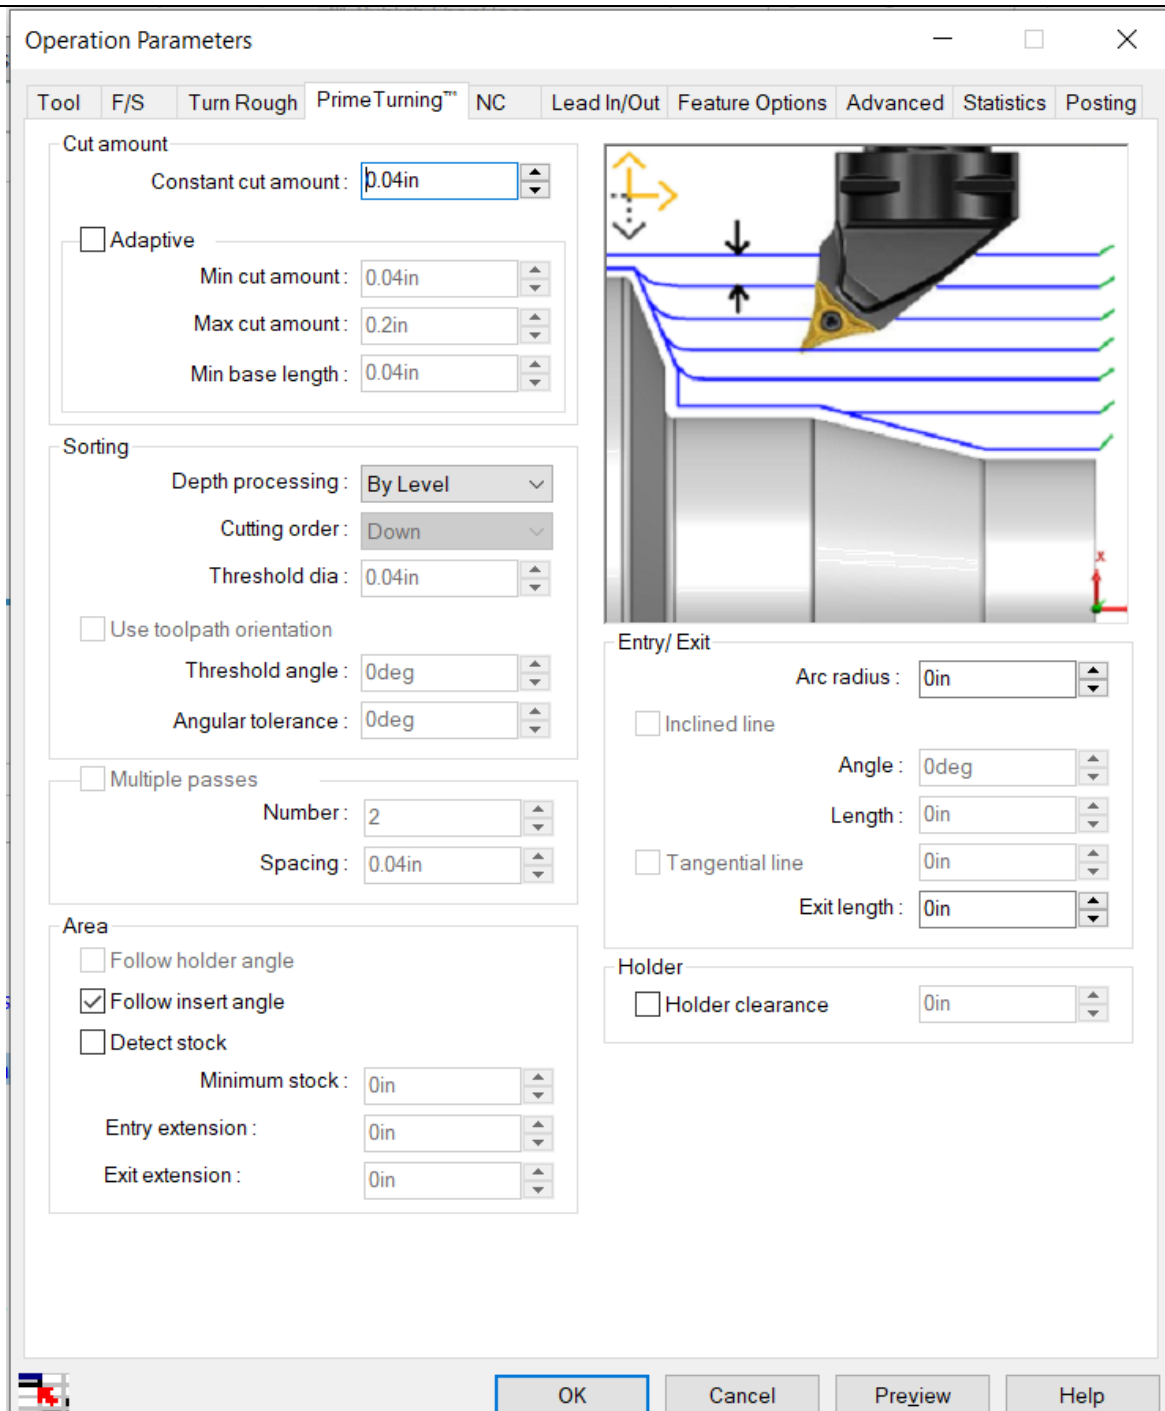 Operation Parameters
Tool F/S Turn Rough PrimeTurning™ NC Lead In/Out Feature Options Advanced Statistics Posting
Cut amount
Constant cut amount : 0.04in
Adaptive
Min cut amount : 0.04in
Max cut amount : 0.2in
Min base length : 0.04in
Sorting
Depth processing : By Level
Cutting order : Down
Threshold dia : 0.04in
Use toolpath orientation
Threshold angle : 0deg
Angular tolerance : 0deg
Multiple passes
Number : 2
Spacing : 0.04in
Area
Follow holder angle
Follow insert angle
Detect stock
Minimum stock : 0in
Entry extension : 0in
Exit extension : 0in
x
Entry/ Exit
Arc radius : 0in
Inclined line
Angle : 0deg
Length : 0in
Tangential line 0in
Exit length : 0in
Holder
Holder clearance 0in
OK Cancel Preview Help